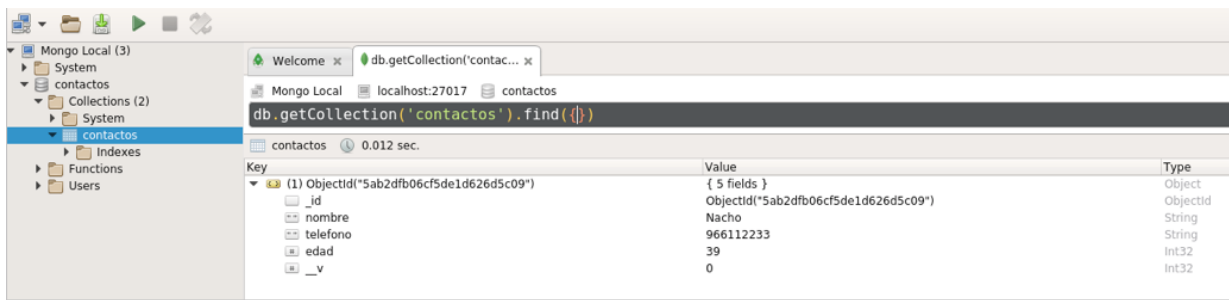 Mongo Local (3)
System
contactos
Collections (2)
System
contactos
Indexes
Functions
Users
Welcome db.getCollection('contac...
Mongo Local localhost:27017 contactos
db.getCollection('contactos').find({})
contactos 0.012 sec.
Key Value Type
(1) ObjectId("5ab2dfb06cf5de1d626d5c09") { 5 fields } Object
_id ObjectId("5ab2dfb06cf5de1d626d5c09") ObjectId
nombre Nacho String
telefono 966112233 String
edad 39 Int32
__v 0 Int32